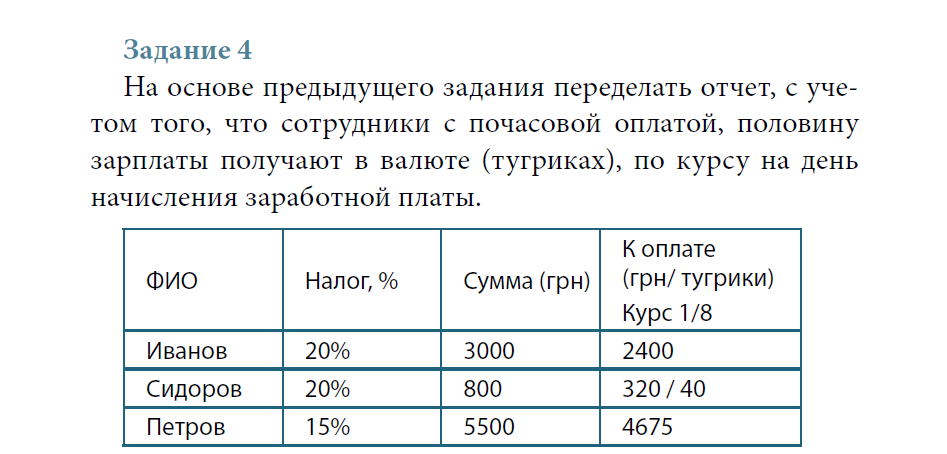 Задание 4
На основе предыдущего задания переделать отчет, с уче-
том того, что сотрудники с почасовой оплатой, половину
зарплаты получают в валюте (тугриках), по курсу на день
начисления заработной платы.
ФИО Налог, % Сумма (грн) К оплате
(грн/ тугрики)
Курс 1/8
Иванов 20% 3000 2400
Сидоров 20% 800 320 / 40
Петров 15% 5500 4675